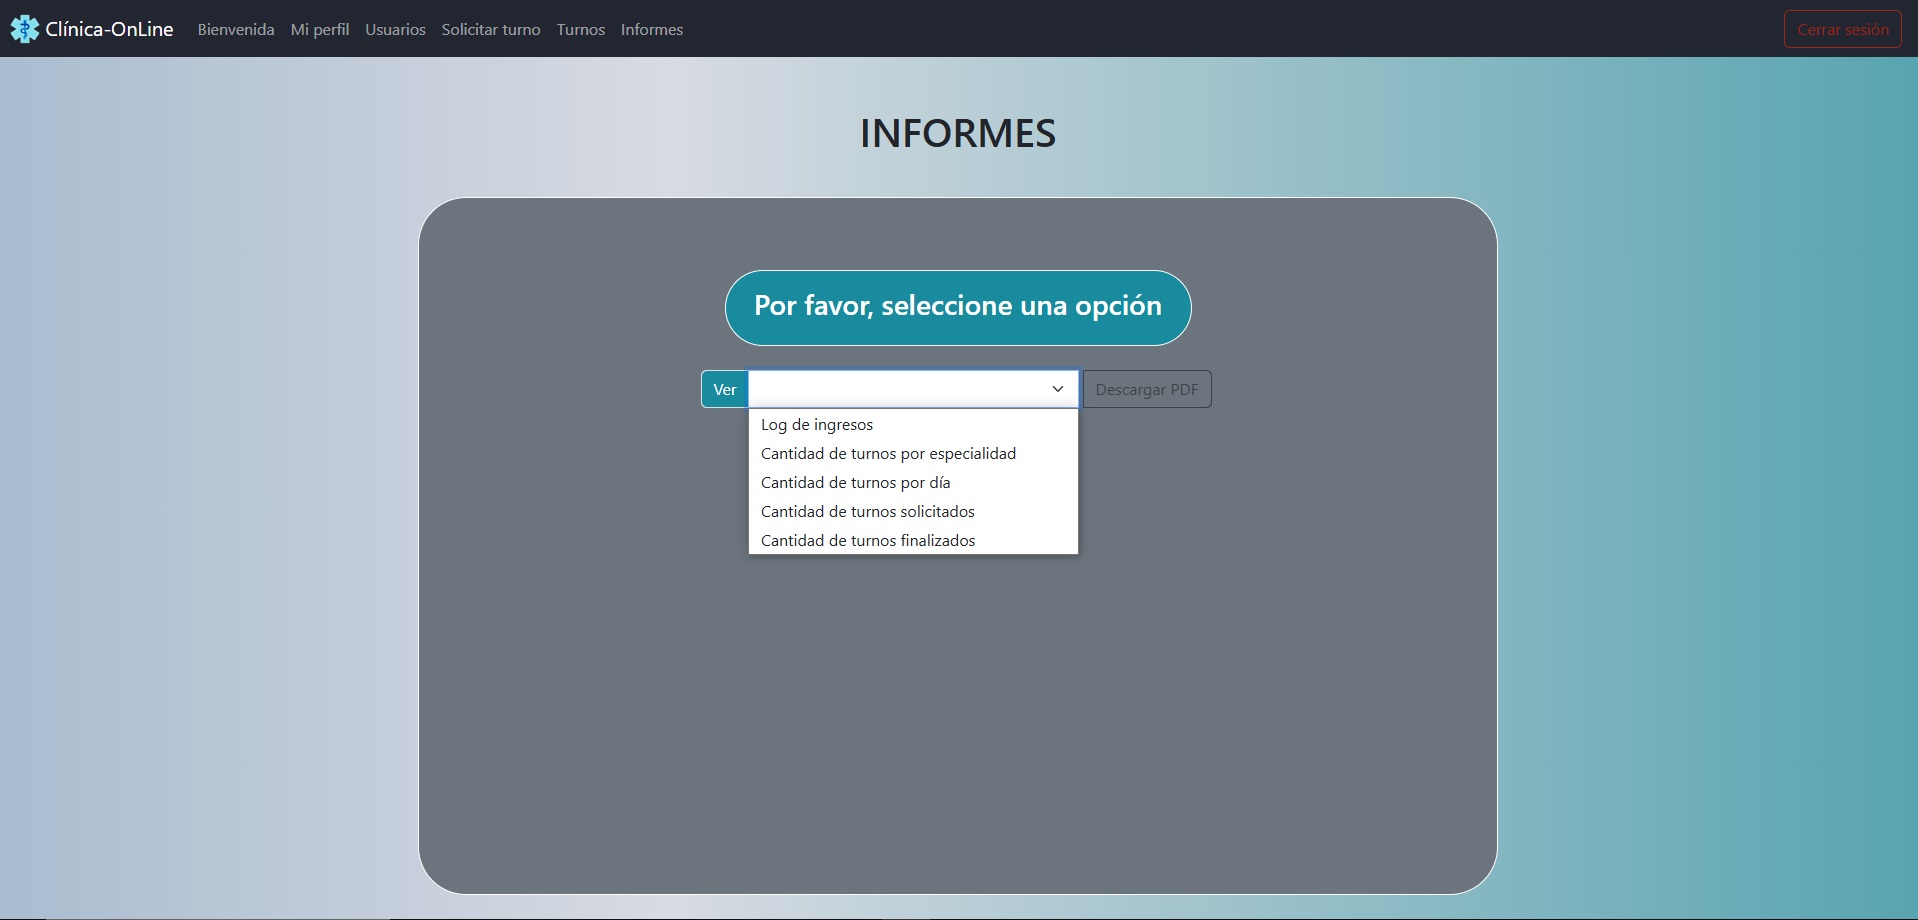 Clínica-OnLine Bienvenida Mi perfil Usuarios Solicitar turno Turnos Informes Cerrar sesión
INFORMES
Por favor, seleccione una opción
Ver Descargar PDF
Log de ingresos
Cantidad de turnos por especialidad
Cantidad de turnos por día
Cantidad de turnos solicitados
Cantidad de turnos finalizados